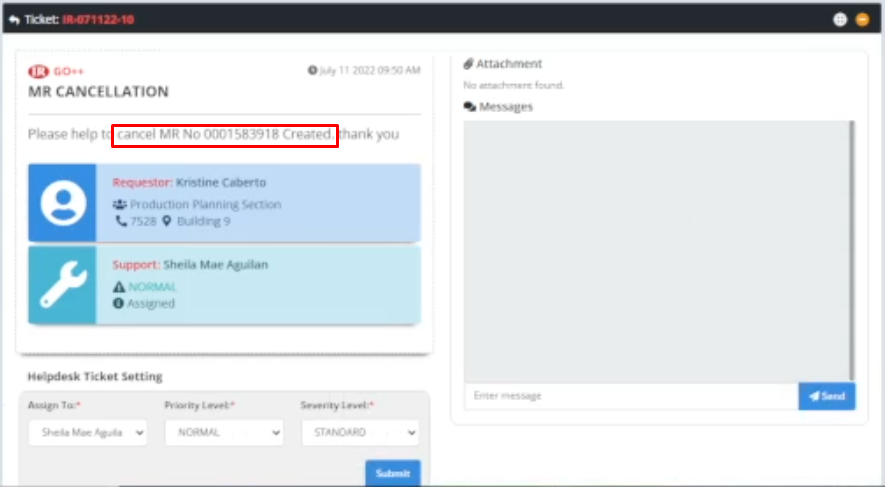 Ticket: IR-071122-10
IR GO++
July 11 2022 09:50 AM
MR CANCELLATION
Please help to cancel MR No 0001583918 Created. thank you
Requestor: Kristine Caberto
Production Planning Section
7528 Building 9
Support: Sheila Mae Aguilan
NORMAL
Assigned
Helpdesk Ticket Setting
Assign To:* Priority Level:* Severity Level:*
Sheila Mae Aguila NORMAL STANDARD
Submit
Attachment
No attachment found.
Messages
Enter message
Send